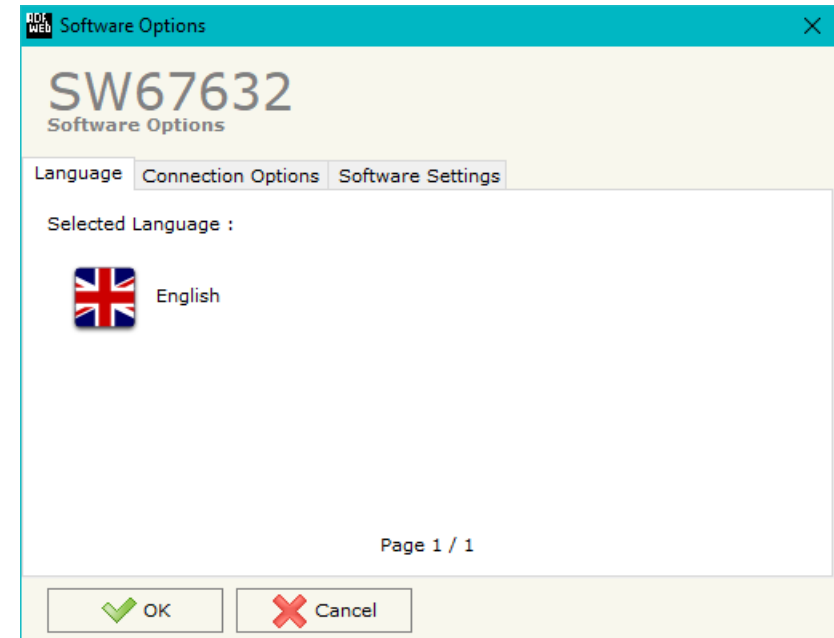 ADF
WEB
Software Options
SW67632
Software Options
Language Connection Options Software Settings
Selected Language :
English
Page 1 / 1
OK Cancel